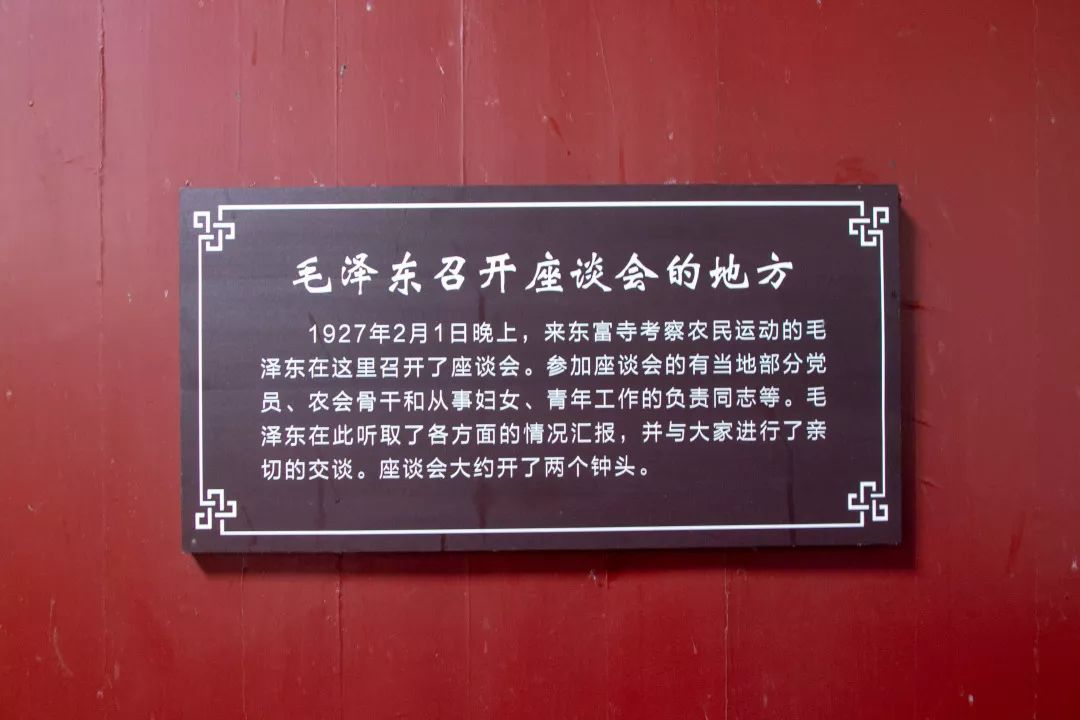 毛泽东召开座谈会的地方
1927年2月1日晚上，来东富寺考察农民运动的毛
泽东在这里召开了座谈会。参加座谈会的有当地部分党
员、农会骨干和从事妇女、青年工作的负责同志等。毛
泽东在此听取了各方面的情况汇报，并与大家进行了亲
切的交谈。座谈会大约开了两个钟头。